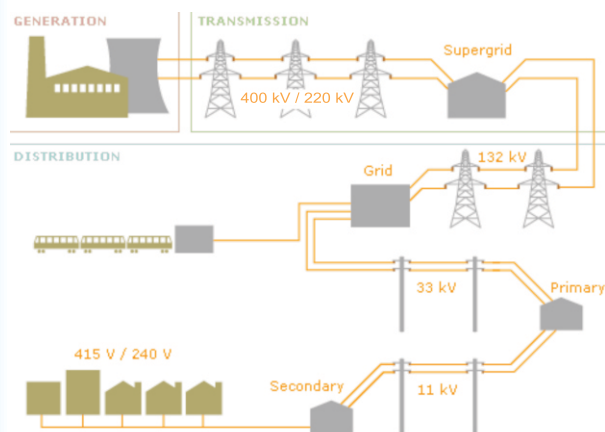 GENERATION
TRANSMISSION
Supergrid
400 kV / 220 kV
DISTRIBUTION
132 kV
Grid
33 kV
Primary
415 V / 240 V
Secondary
11 kV